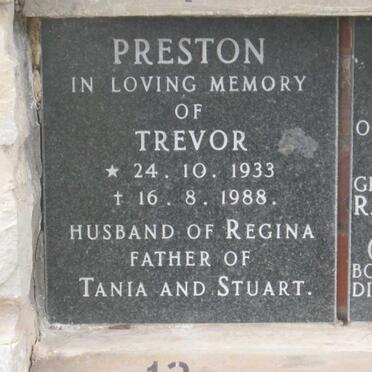 PRESTON
IN LOVING MEMORY
OF
TREVOR
★ 24.10.1933
† 16.8.1988.
HUSBAND OF REGINA
FATHER OF
TANIA AND STUART.